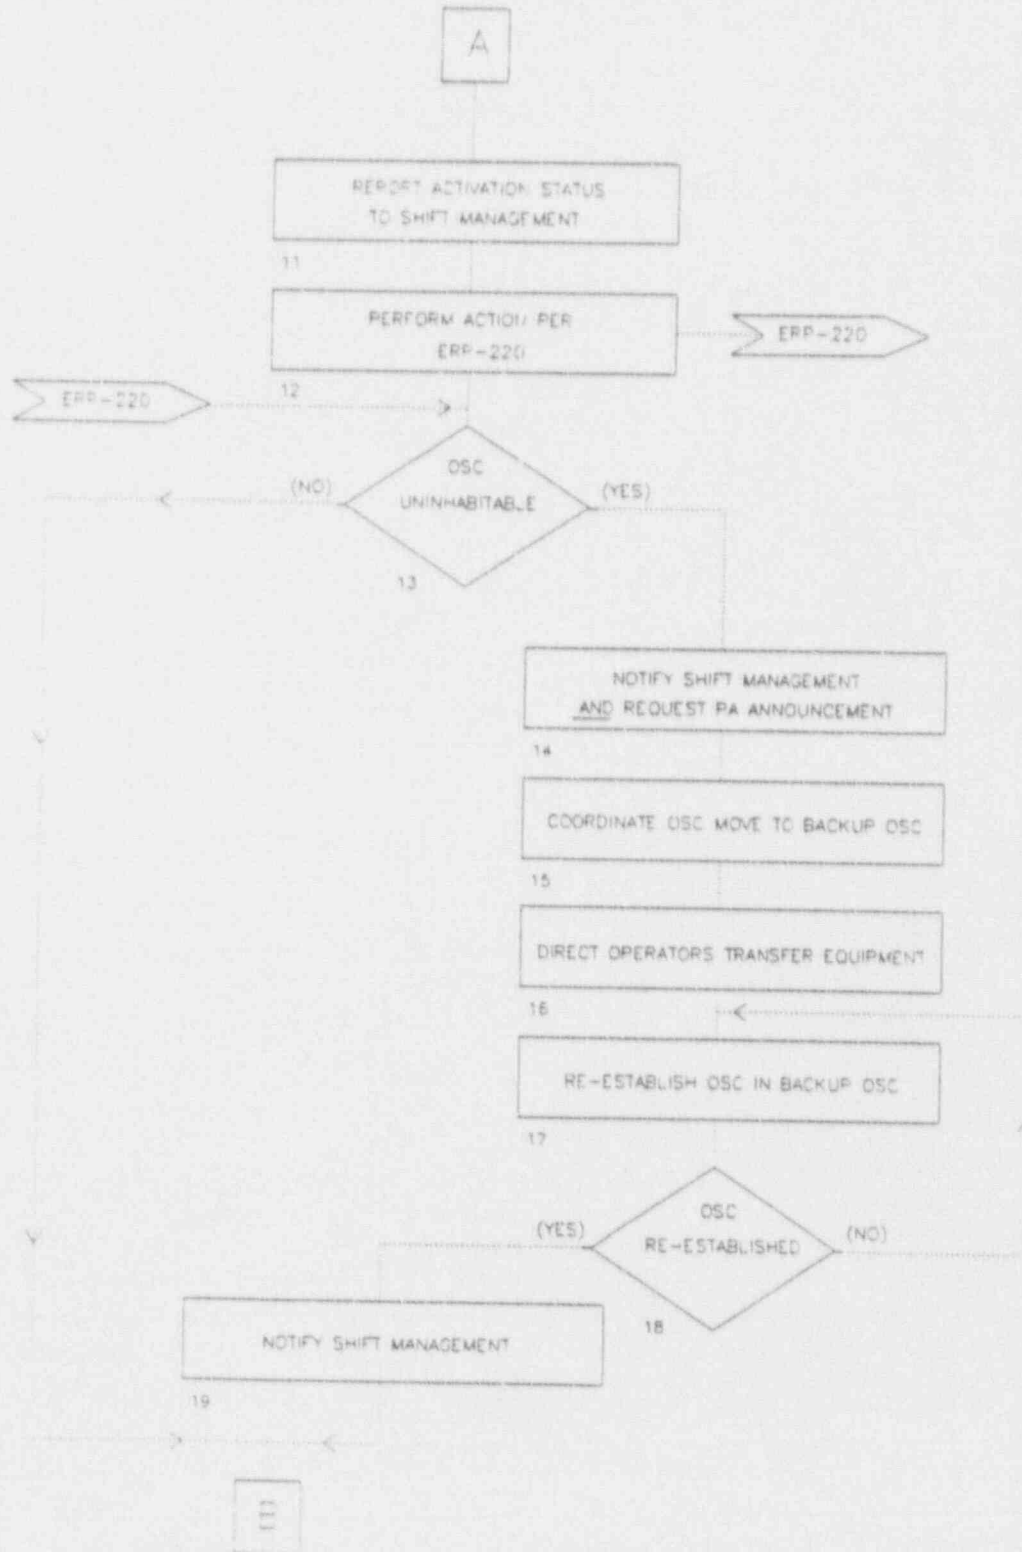 A
REPORT ACTIVATION STATUS
TO SHIFT MANAGEMENT
11
PERFORM ACTION PER
ERP-220
ERP-220
12
ERP-220
OSC
UNINHABITABLE
(NO)
(YES)
13
NOTIFY SHIFT MANAGEMENT
AND REQUEST PA ANNOUNCEMENT
14
COORDINATE OSC MOVE TO BACKUP OSC
15
DIRECT OPERATORS TRANSFER EQUIPMENT
16
RE-ESTABLISH OSC IN BACKUP OSC
17
OSC
RE-ESTABLISHED
(YES)
(NO)
18
NOTIFY SHIFT MANAGEMENT
19
B